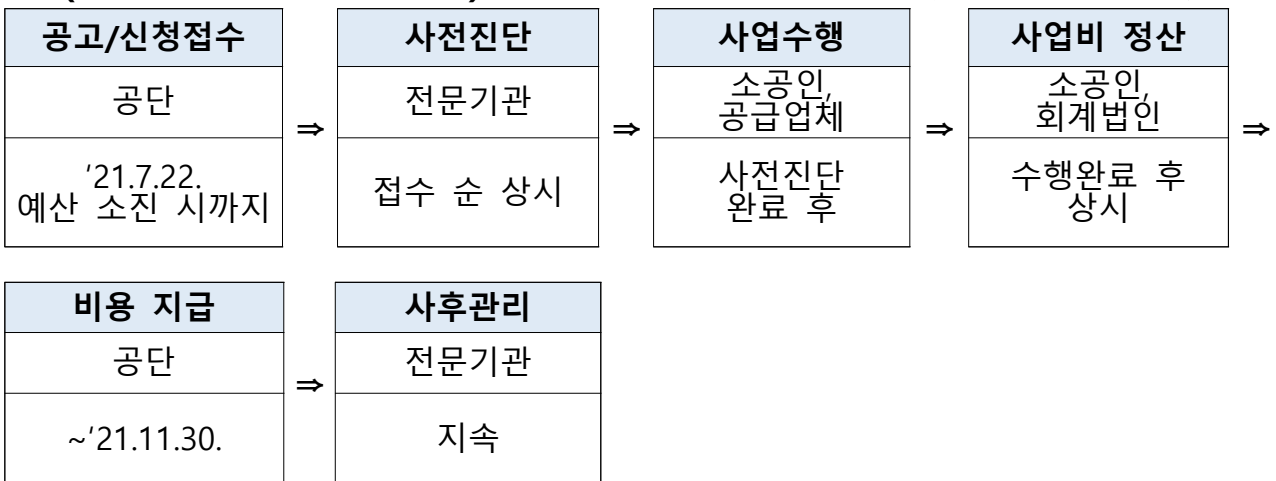 공고/신청접수 사전진단 사업수행 사업비 정산
공단 ⇒ 전문기관 ⇒ 소공인, 공급업체 ⇒ 소공인, 회계법인 ⇒
'21.7.22. 예산 소진 시까지 접수 순 상시 사전진단 완료 후 수행완료 후 상시
비용 지급 사후관리
공단 ⇒ 전문기관
~'21.11.30. 지속